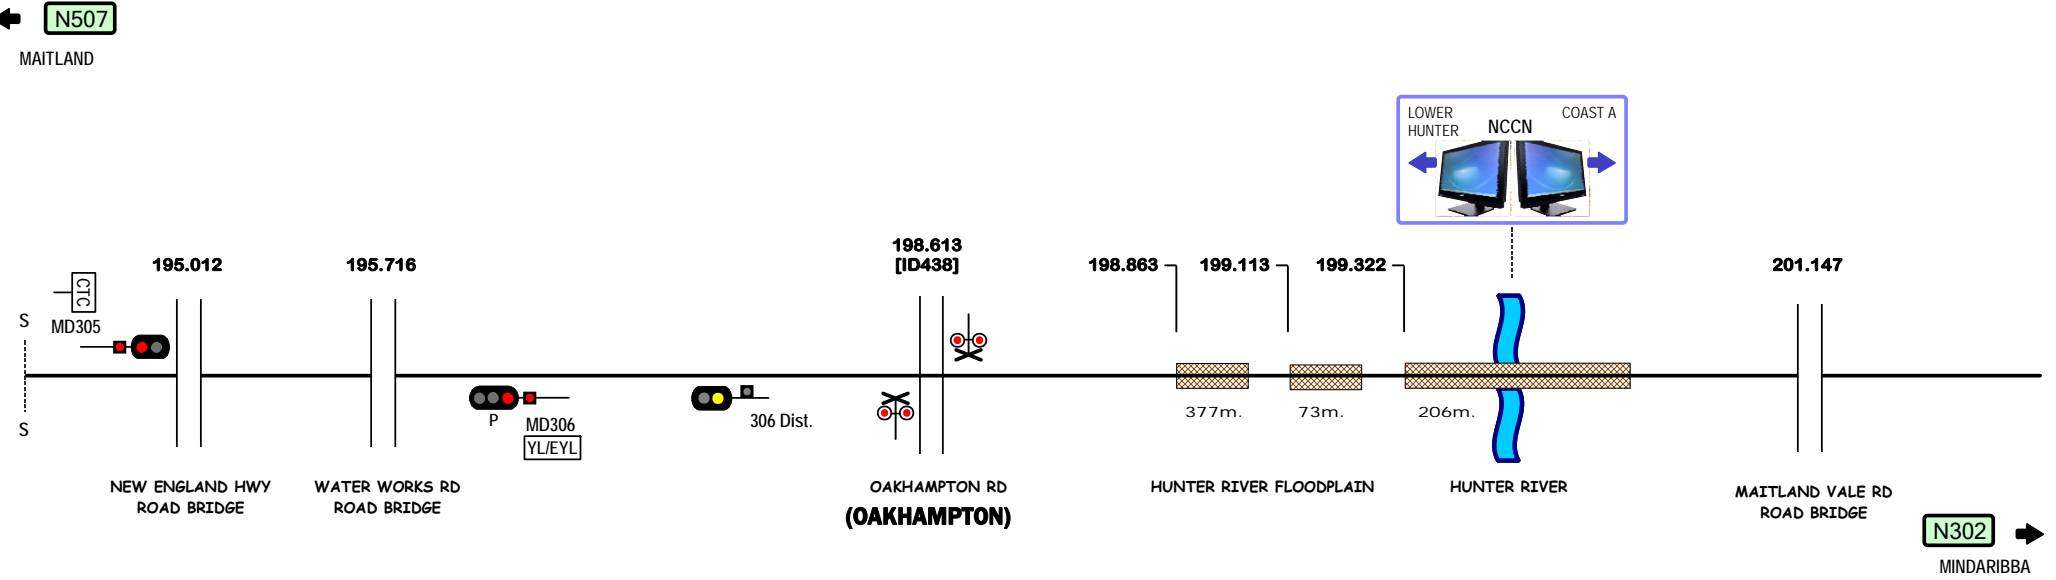 N507
MAITLAND
LOWER
HUNTER
NCCN
COAST A
195.012
195.716
198.613
[ID438]
198.863
199.113
199.322
201.147
CTC
MD305
S
S
P
MD306
YL/EYL
306 Dist.
377m.
73m.
206m.
NEW ENGLAND HWY
ROAD BRIDGE
WATER WORKS RD
ROAD BRIDGE
OAKHAMPTON RD
(OAKHAMPTON)
HUNTER RIVER FLOODPLAIN
HUNTER RIVER
MAITLAND VALE RD
ROAD BRIDGE
N302
MINDARIBBA